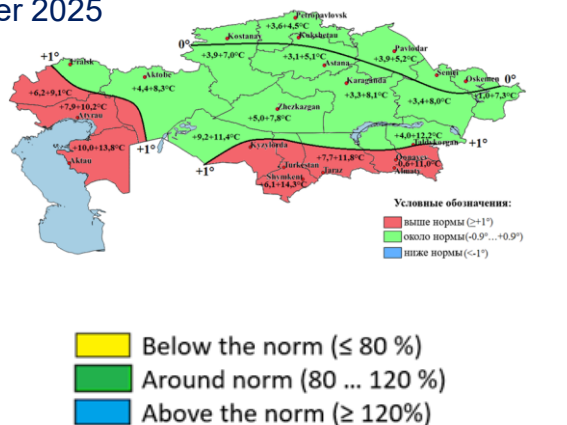 er 2025
Petropavlovsk
+3,6+4,5°C
Kostanay
Kokshetau
0°
Pavlodar
+3,9+7,0°C
+3,1+5,1°C
+3,9+5,2°C
+1°
Uralsk
Astana
Semei
Oskemen
0°
Aktobe
Karaganda
+6,2+9,1°C
+4,4+8,3°C
+3,3+8,1°C
+3,4+8,0°C
+1,0+7,3°C
+7,9+10,2°C
Zhezkazgan
Atyrau
+5,0+7,8°C
+9,2+11,4°C
+4,0+12,2°C
Taldykorgan
+1°
+10,0+13,8°C
+1°
Kyzylorda
Aktau
+7,7+11,8°C
-0,6+11,0°C
+1°
Turkestan
Almaty
Shymkent
Taraz
+6,1+14,3°C
Условные обозначения:
выше нормы (≥+1°)
около нормы(-0.9°...+0.9°)
ниже нормы (<-1°)
Below the norm (≤ 80 %)
Around norm (80 ... 120 %)
Above the norm (≥ 120%)